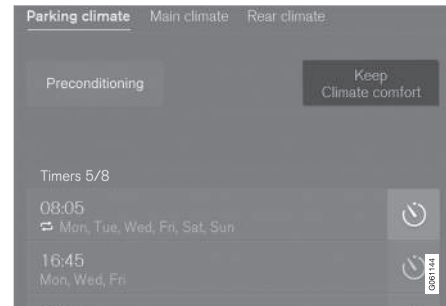 Parking climate Main climate Rear climate
Preconditioning
Keep
Climate comfort
Timers 5/8
08:05
Mon, Tue, Wed, Fri, Sat, Sun
16:45
Mon, Wed, Fri
G061144